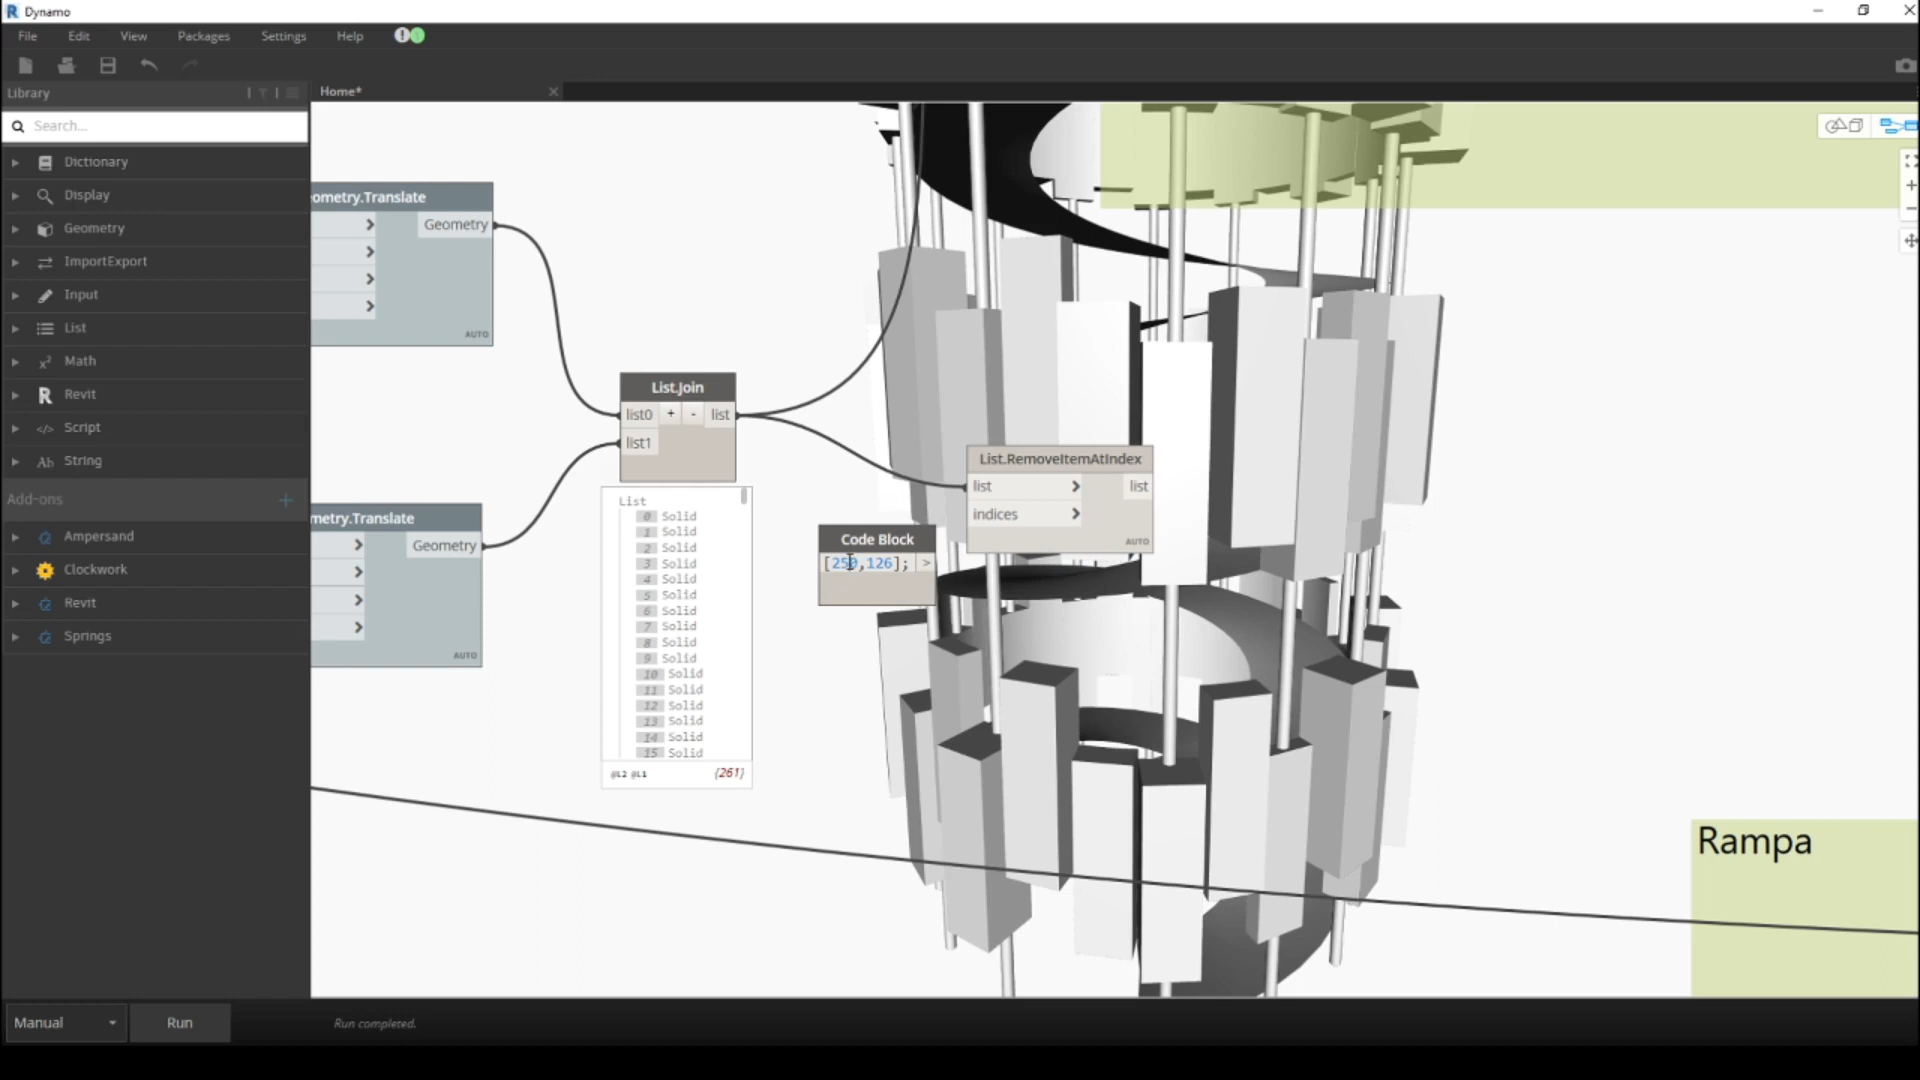 Dynamo
File Edit View Packages Settings Help
Library
Home*
Search...
Dictionary
Display
Geometry
ImportExport
Input
List
Math
Revit
Script
String
Add-ons
Ampersand
Clockwork
Revit
Springs
ometry.Translate
Geometry
AUTO
metry.Translate
Geometry
AUTO
List.Join
list0 + - list
list1
List
0 Solid
1 Solid
2 Solid
3 Solid
4 Solid
5 Solid
6 Solid
7 Solid
8 Solid
9 Solid
10 Solid
11 Solid
12 Solid
13 Solid
14 Solid
15 Solid
@L2 @L1 {261}
Code Block
[250,126]; >
List.RemoveItemAtIndex
list > list
indices >
AUTO
Rampa
Manual Run Run completed.